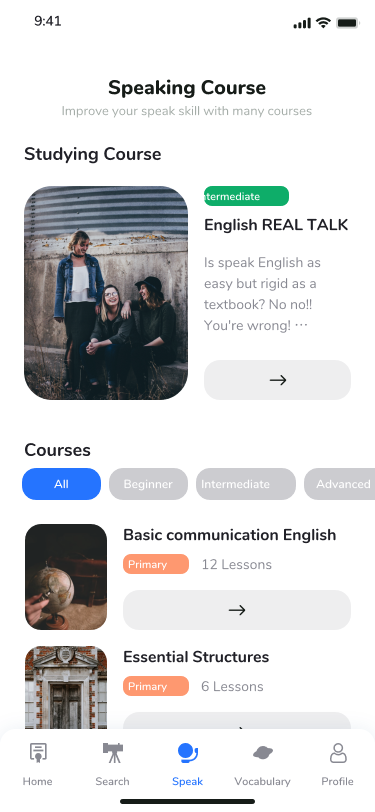 9:41
Speaking Course
Improve your speak skill with many courses
Studying Course
ntermediate
English REAL TALK
Is speak English as
easy but rigid as a
textbook? No no!!
You're wrong! ···
Courses
All
Beginner
Intermediate
Advanced
Basic communication English
Primary
12 Lessons
Essential Structures
Primary
6 Lessons
Home
Search
Speak
Vocabulary
Profile